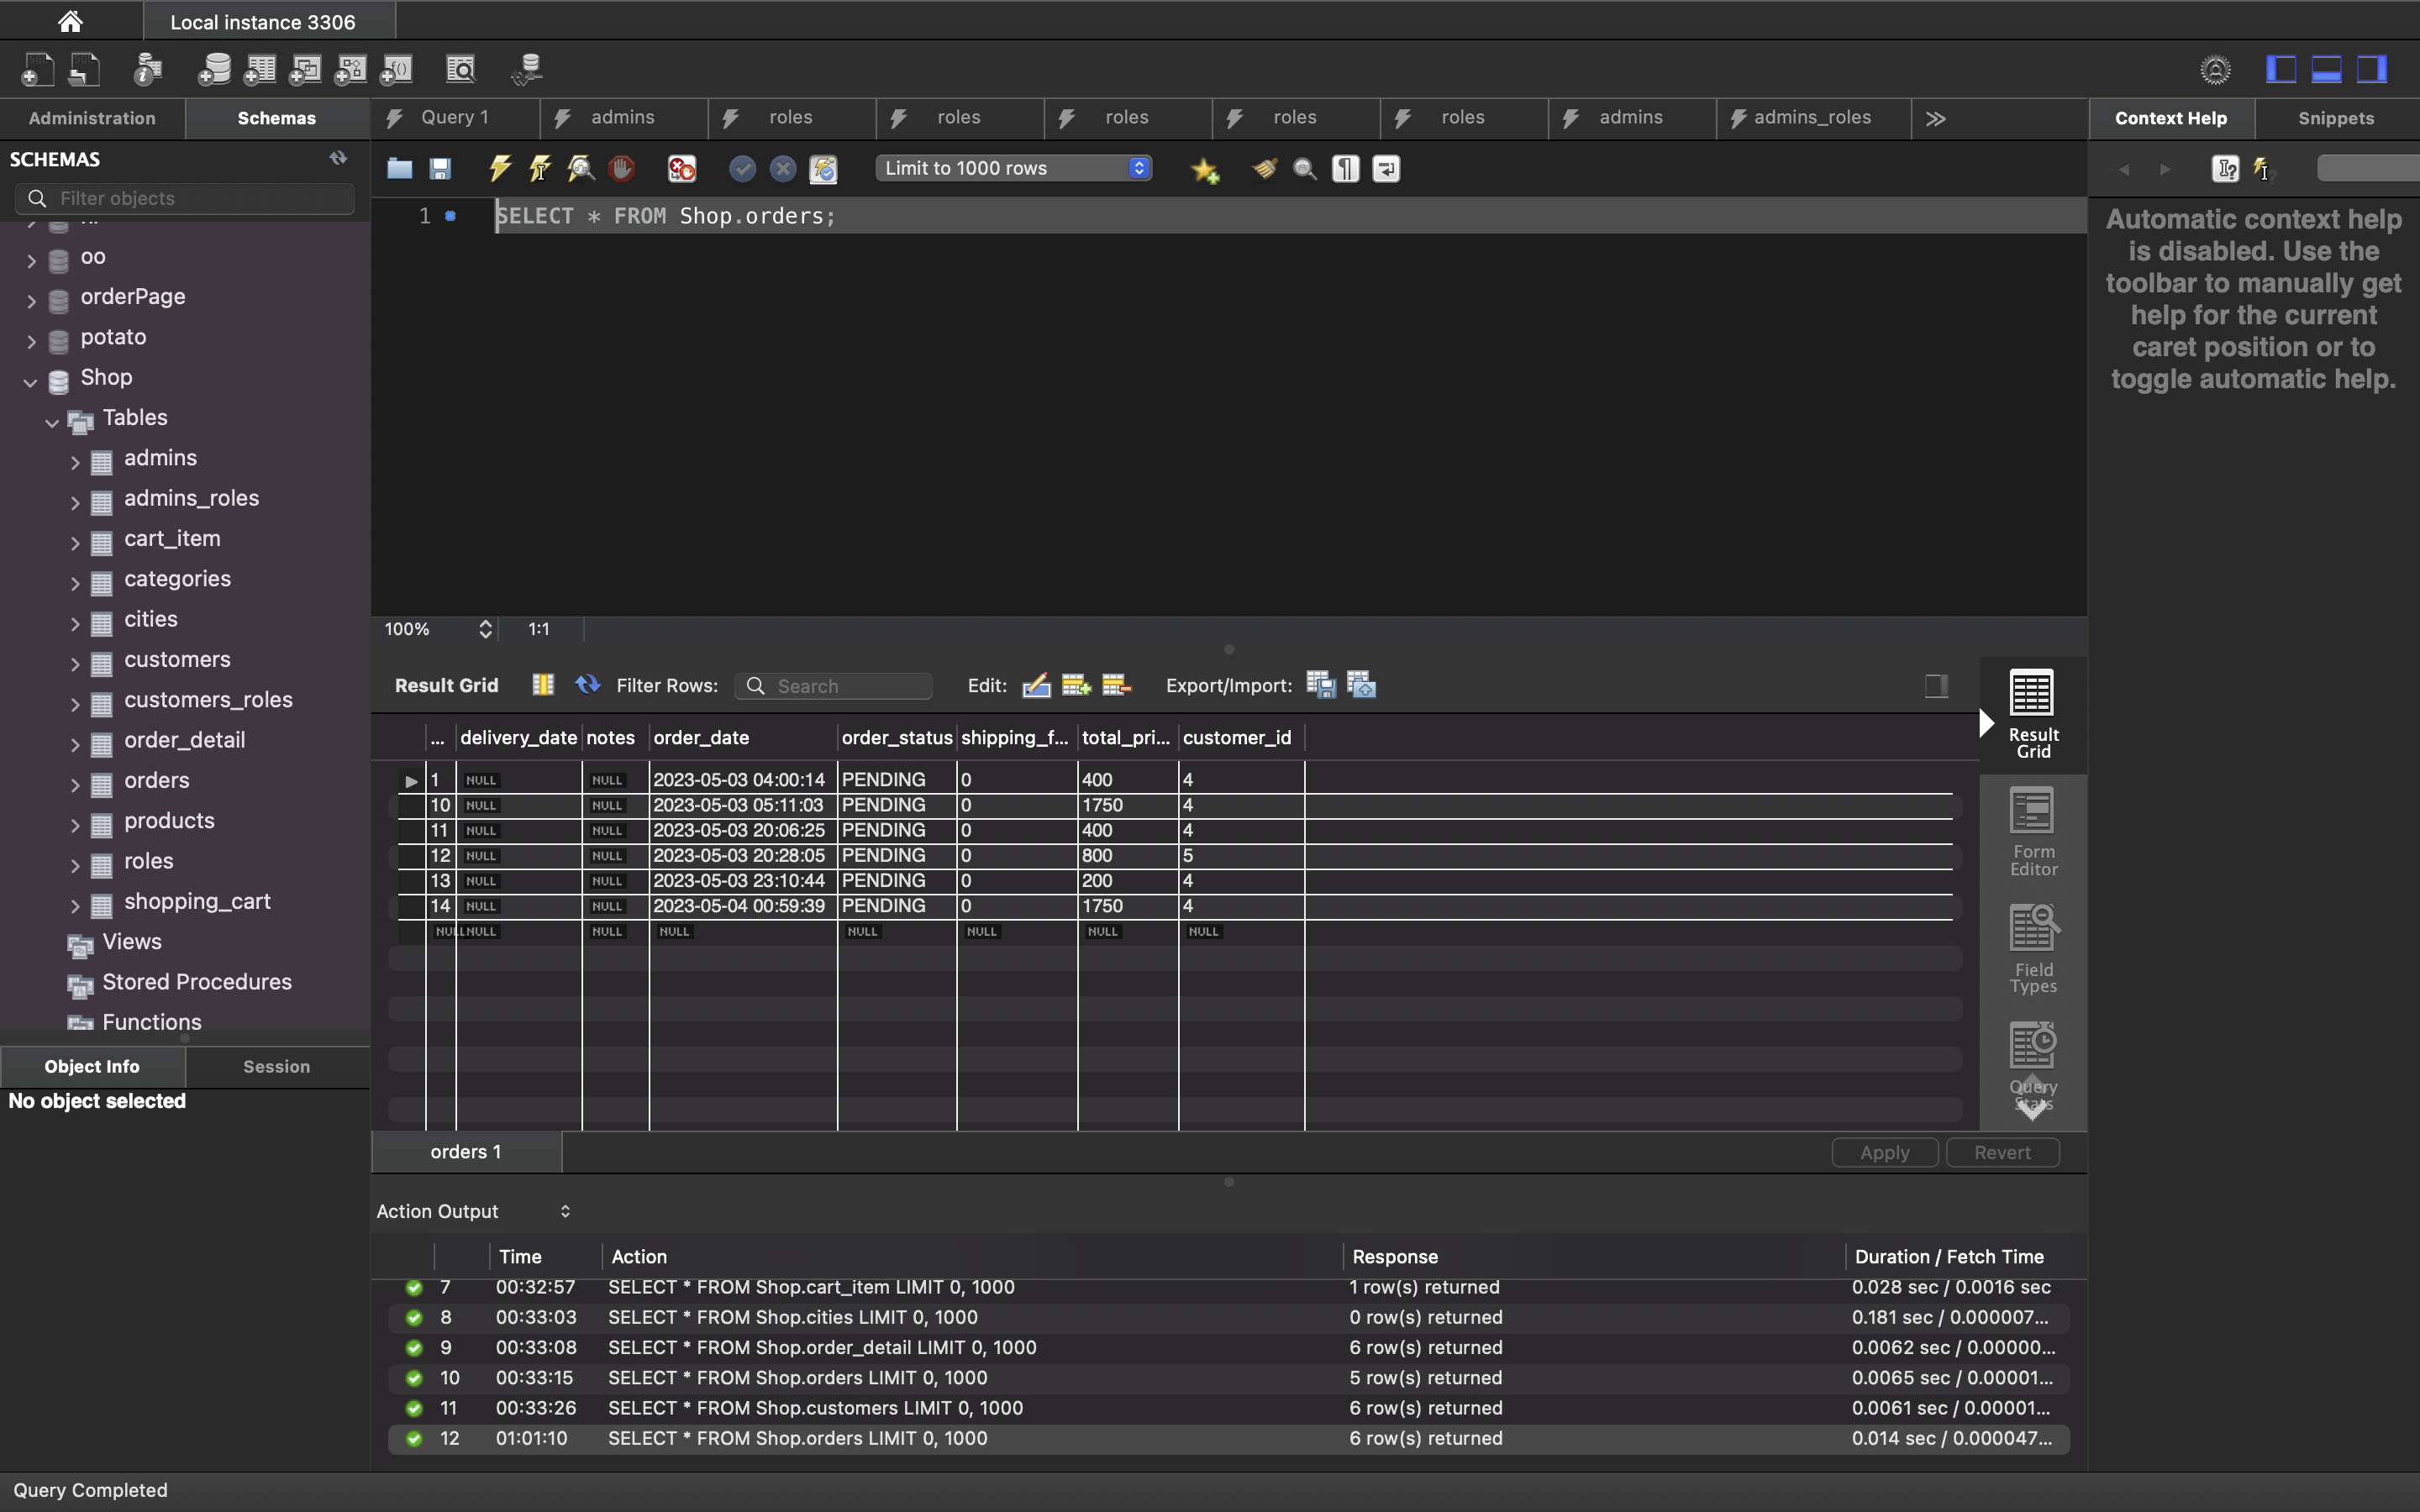 Local instance 3306
Administration
Schemas
Query 1
admins
roles
roles
roles
roles
roles
admins
admins_roles
Context Help
Snippets
SCHEMAS
Filter objects
Limit to 1000 rows
1
SELECT * FROM Shop.orders;
Automatic context help
is disabled. Use the
toolbar to manually get
help for the current
caret position or to
toggle automatic help.
oo
orderPage
potato
Shop
Tables
admins
admins_roles
cart_item
categories
cities
customers
customers_roles
order_detail
orders
products
roles
shopping_cart
Views
Stored Procedures
Functions
Object Info
Session
No object selected
100%
1:1
Result Grid
Filter Rows:
Search
Edit:
Export/Import:
... delivery_date notes order_date order_status shipping_f... total_pri... customer_id
1 NULL NULL 2023-05-03 04:00:14 PENDING 0 400 4
10 NULL NULL 2023-05-03 05:11:03 PENDING 0 1750 4
11 NULL NULL 2023-05-03 20:06:25 PENDING 0 400 4
12 NULL NULL 2023-05-03 20:28:05 PENDING 0 800 5
13 NULL NULL 2023-05-03 23:10:44 PENDING 0 200 4
14 NULL NULL 2023-05-04 00:59:39 PENDING 0 1750 4
NULL NULL NULL NULL NULL NULL NULL NULL
Result
Grid
Form
Editor
Field
Types
Query
Stats
orders 1
Apply
Revert
Action Output
Time Action Response Duration / Fetch Time
7 00:32:57 SELECT * FROM Shop.cart_item LIMIT 0, 1000 1 row(s) returned 0.028 sec / 0.0016 sec
8 00:33:03 SELECT * FROM Shop.cities LIMIT 0, 1000 0 row(s) returned 0.181 sec / 0.000007...
9 00:33:08 SELECT * FROM Shop.order_detail LIMIT 0, 1000 6 row(s) returned 0.0062 sec / 0.00000...
10 00:33:15 SELECT * FROM Shop.orders LIMIT 0, 1000 5 row(s) returned 0.0065 sec / 0.00001...
11 00:33:26 SELECT * FROM Shop.customers LIMIT 0, 1000 6 row(s) returned 0.0061 sec / 0.00001...
12 01:01:10 SELECT * FROM Shop.orders LIMIT 0, 1000 6 row(s) returned 0.014 sec / 0.000047...
Query Completed